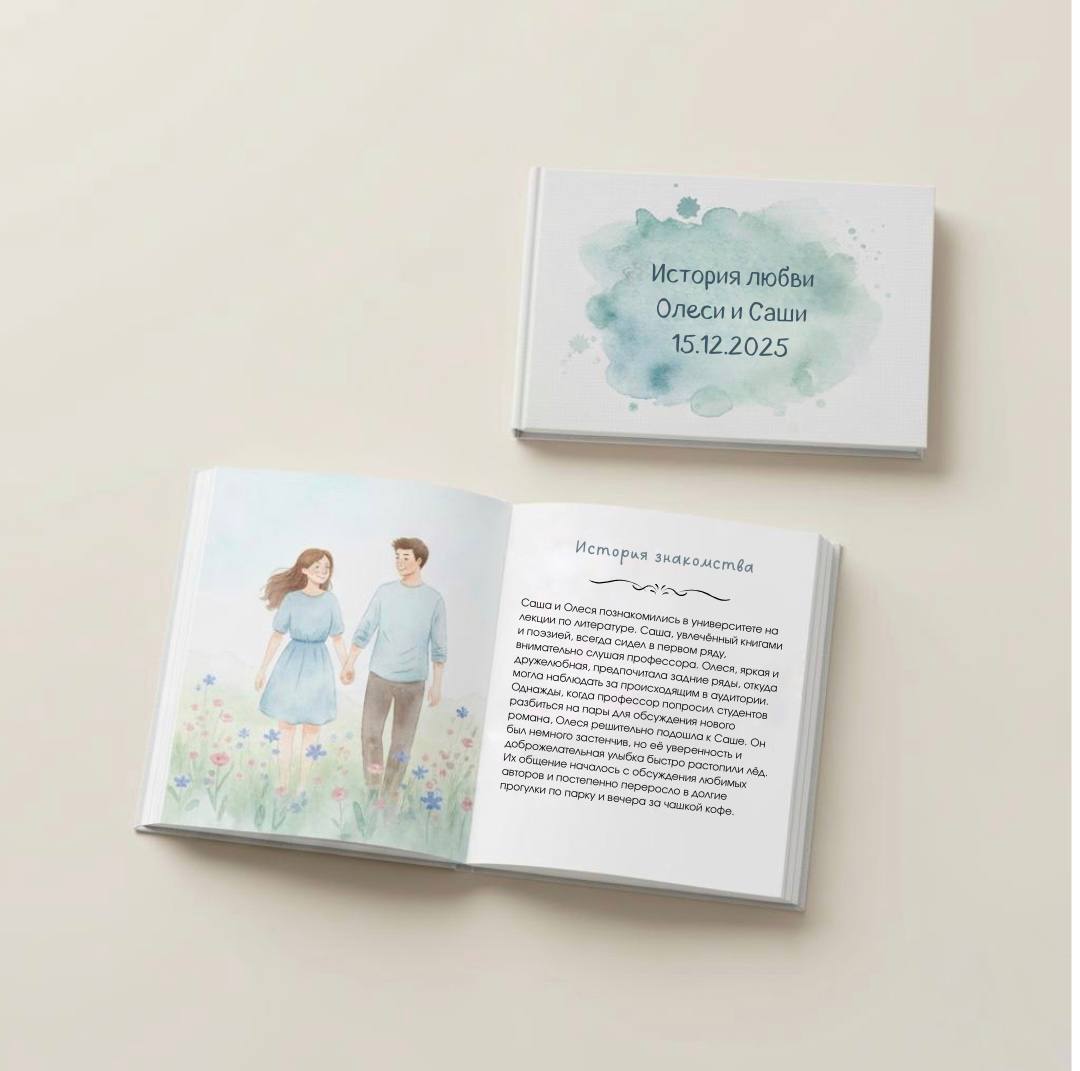 История любви
Олеси и Саши
15.12.2025
История знакомства
Саша и Олеся познакомились в университете на
лекции по литературе. Саша, увлечённый книгами
и поэзией, всегда сидел в первом ряду,
внимательно слушая профессора. Олеся, яркая и
дружелюбная, предпочитала задние ряды, откуда
могла наблюдать за происходящим в аудитории.
Однажды, когда профессор попросил студентов
разбиться на пары для обсуждения нового
романа, Олеся решительно подошла к Саше. Он
был немного застенчив, но её уверенность и
доброжелательная улыбка быстро растопили лёд.
Их общение началось с обсуждения любимых
авторов и постепенно переросло в долгие
прогулки по парку и вечера за чашкой кофе.